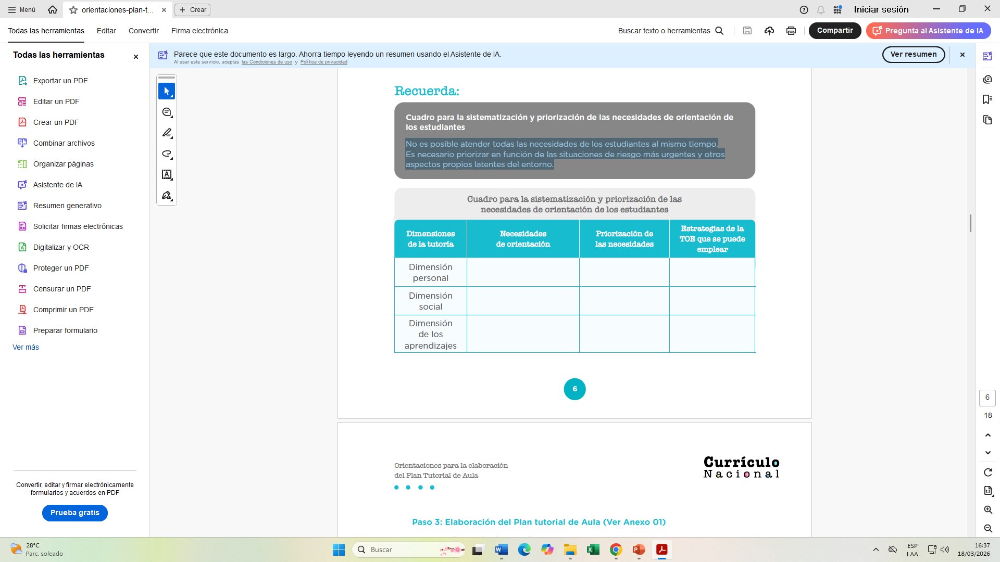 Menú
orientaciones-plan-t...
Crear
Iniciar sesión
Todas las herramientas
Editar
Convertir
Firma electrónica
Buscar texto o herramientas
Compartir
Pregunta al Asistente de IA
Todas las herramientas
Exportar un PDF
Editar un PDF
Crear un PDF
Combinar archivos
Organizar páginas
Asistente de IA
Resumen generativo
Solicitar firmas electrónicas
Digitalizar y OCR
Proteger un PDF
Censurar un PDF
Comprimir un PDF
Preparar formulario
Ver más
Convertir, editar y firmar electrónicamente
formularios y acuerdos en PDF
Prueba gratis
Parece que este documento es largo. Ahorra tiempo leyendo un resumen usando el Asistente de IA.
Al usar este servicio, aceptas las Condiciones de uso y Política de privacidad
Ver resumen
Recuerda:
Cuadro para la sistematización y priorización de las necesidades de orientación de
los estudiantes
No es posible atender todas las necesidades de los estudiantes al mismo tiempo.
Es necesario priorizar en función de las situaciones de riesgo más urgentes y otros
aspectos propios latentes del entorno.
Cuadro para la sistematización y priorización de las
necesidades de orientación de los estudiantes
Dimensiones
de la tutoría
Necesidades
de orientación
Priorización de
las necesidades
Estrategias de la
TOE que se puede
emplear
Dimensión
personal
Dimensión
social
Dimensión
de los
aprendizajes
6
Orientaciones para la elaboración
del Plan Tutorial de Aula
Currículo
Nacional
Paso 3: Elaboración del Plan tutorial de Aula (Ver Anexo 01)
6
18
28°C
Parc. soleado
Buscar
ESP
LAA
16:37
18/03/2026